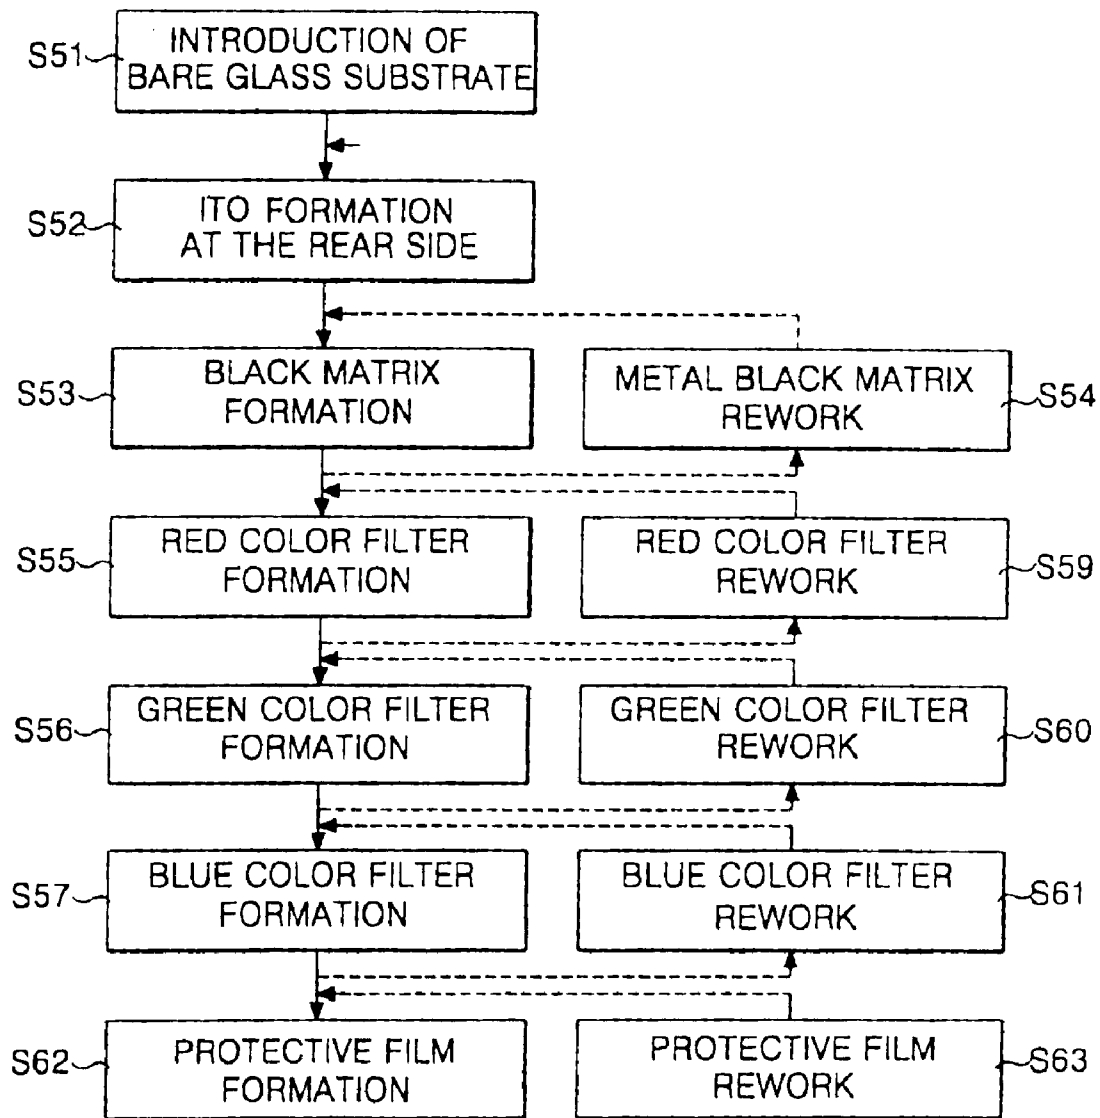 S51
INTRODUCTION OF
BARE GLASS SUBSTRATE
S52
ITO FORMATION
AT THE REAR SIDE
S53
BLACK MATRIX
FORMATION
METAL BLACK MATRIX
REWORK
S54
S55
RED COLOR FILTER
FORMATION
RED COLOR FILTER
REWORK
S59
S56
GREEN COLOR FILTER
FORMATION
GREEN COLOR FILTER
REWORK
S60
S57
BLUE COLOR FILTER
FORMATION
BLUE COLOR FILTER
REWORK
S61
S62
PROTECTIVE FILM
FORMATION
PROTECTIVE FILM
REWORK
S63